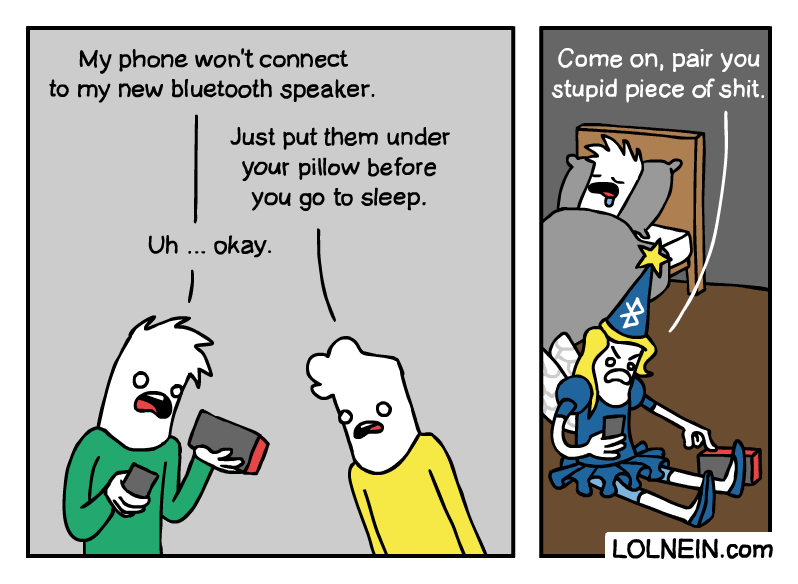 My phone won't connect
to my new bluetooth speaker.
Just put them under
your pillow before
you go to sleep.
Uh ... okay.
Come on, pair you
stupid piece of shit.
LOLNEIN.com